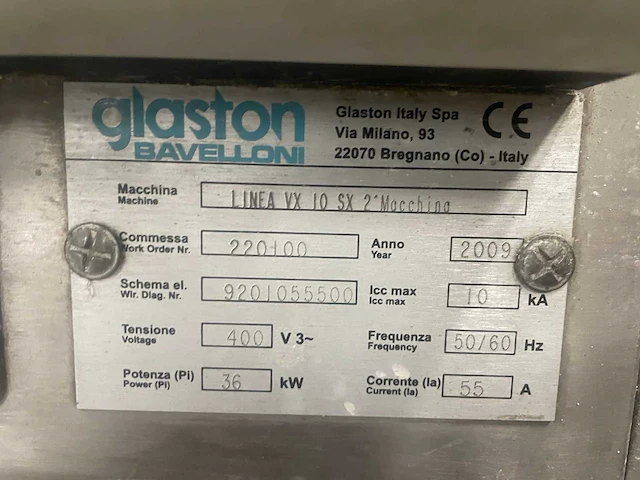 glaston
BAVELLONI
Glaston Italy Spa
Via Milano, 93
22070 Bregnano (Co) - Italy
CE
Macchina
Machine
LINEA VX 10 SX 2°Macchina
Commessa
Work Order Nr.
220100
Anno
Year
2009
Schema el.
Wir. Diag. Nr.
9201055500
Icc max
Icc max
10
kA
Tensione
Voltage
400
V 3~
Frequenza
Frequency
50/60
Hz
Potenza (Pi)
Power (Pi)
36
kW
Corrente (Ia)
Current (Ia)
55
A